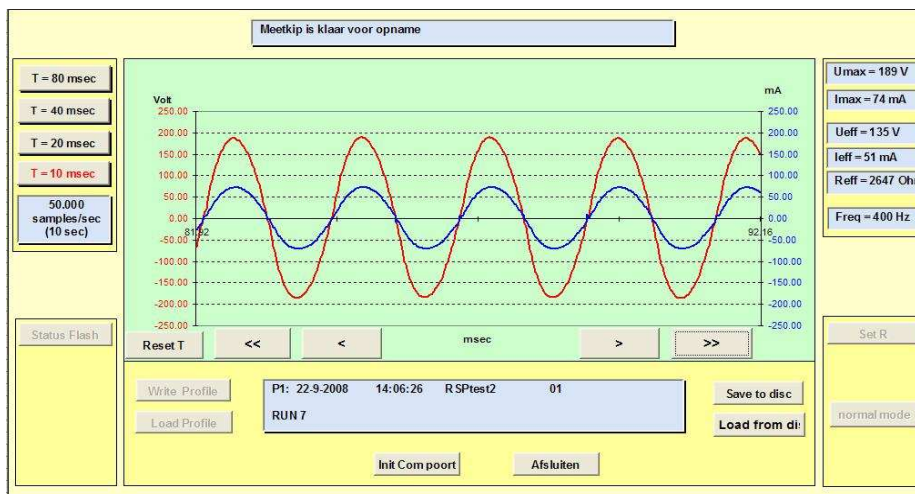 Meetkip is klaar voor opname
T = 80 msec
T = 40 msec
T = 20 msec
T = 10 msec
50.000
samples/sec
(10 sec)
Status Flash
Volt
mA
250.00
200.00
150.00
100.00
50.00
0.00
-50.00
-100.00
-150.00
-200.00
-250.00
250.00
200.00
150.00
100.00
50.00
0.00
-50.00
-100.00
-150.00
-200.00
-250.00
81.92
92.16
Reset T
<<
<
msec
>
>>
Umax = 189 V
Imax = 74 mA
Ueff = 135 V
Ieff = 51 mA
Reff = 2647 Oh
Freq = 400 Hz
Set R
normal mode
Write Profile
Load Profile
P1: 22-9-2008 14:06:26 RSPtest2 01
RUN 7
Save to disc
Load from di
Init Com poort
Afsluiten